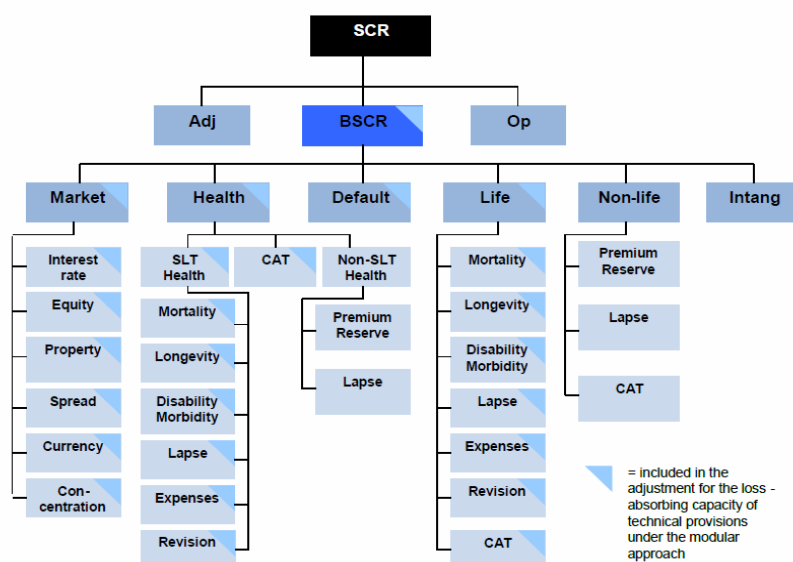 SCR
Adj
BSCR
Op
Market
Health
Default
Life
Non-life
Intang
Interest
rate
Equity
Property
Spread
Currency
Con-
centration
SLT
Health
CAT
Non-SLT
Health
Mortality
Longevity
Disability
Morbidity
Lapse
Expenses
Revision
Premium
Reserve
Lapse
Mortality
Longevity
Disability
Morbidity
Lapse
Expenses
Revision
CAT
Premium
Reserve
Lapse
CAT
= included in the
adjustment for the loss -
absorbing capacity of
technical provisions
under the modular
approach